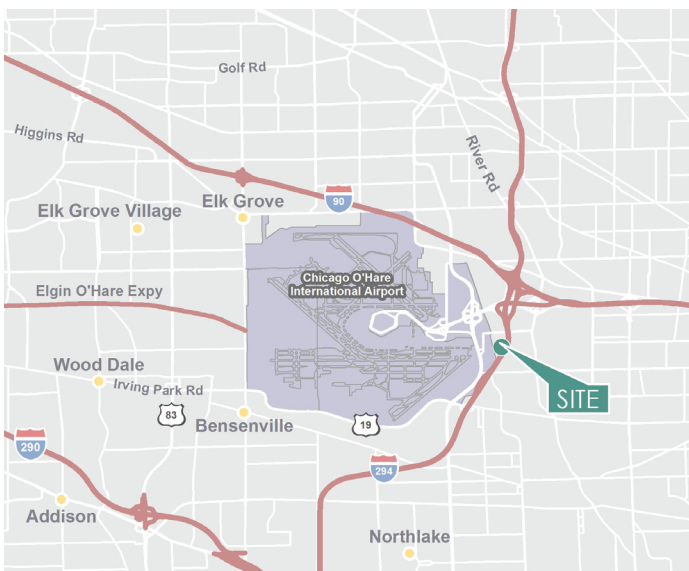 Golf Rd
Higgins Rd
River Rd
Elk Grove
90
Elk Grove Village
Chicago O'Hare
International Airport
Elgin O'Hare Expy
Wood Dale
Irving Park Rd
SITE
83
Bensenville
19
290
294
Addison
Northlake